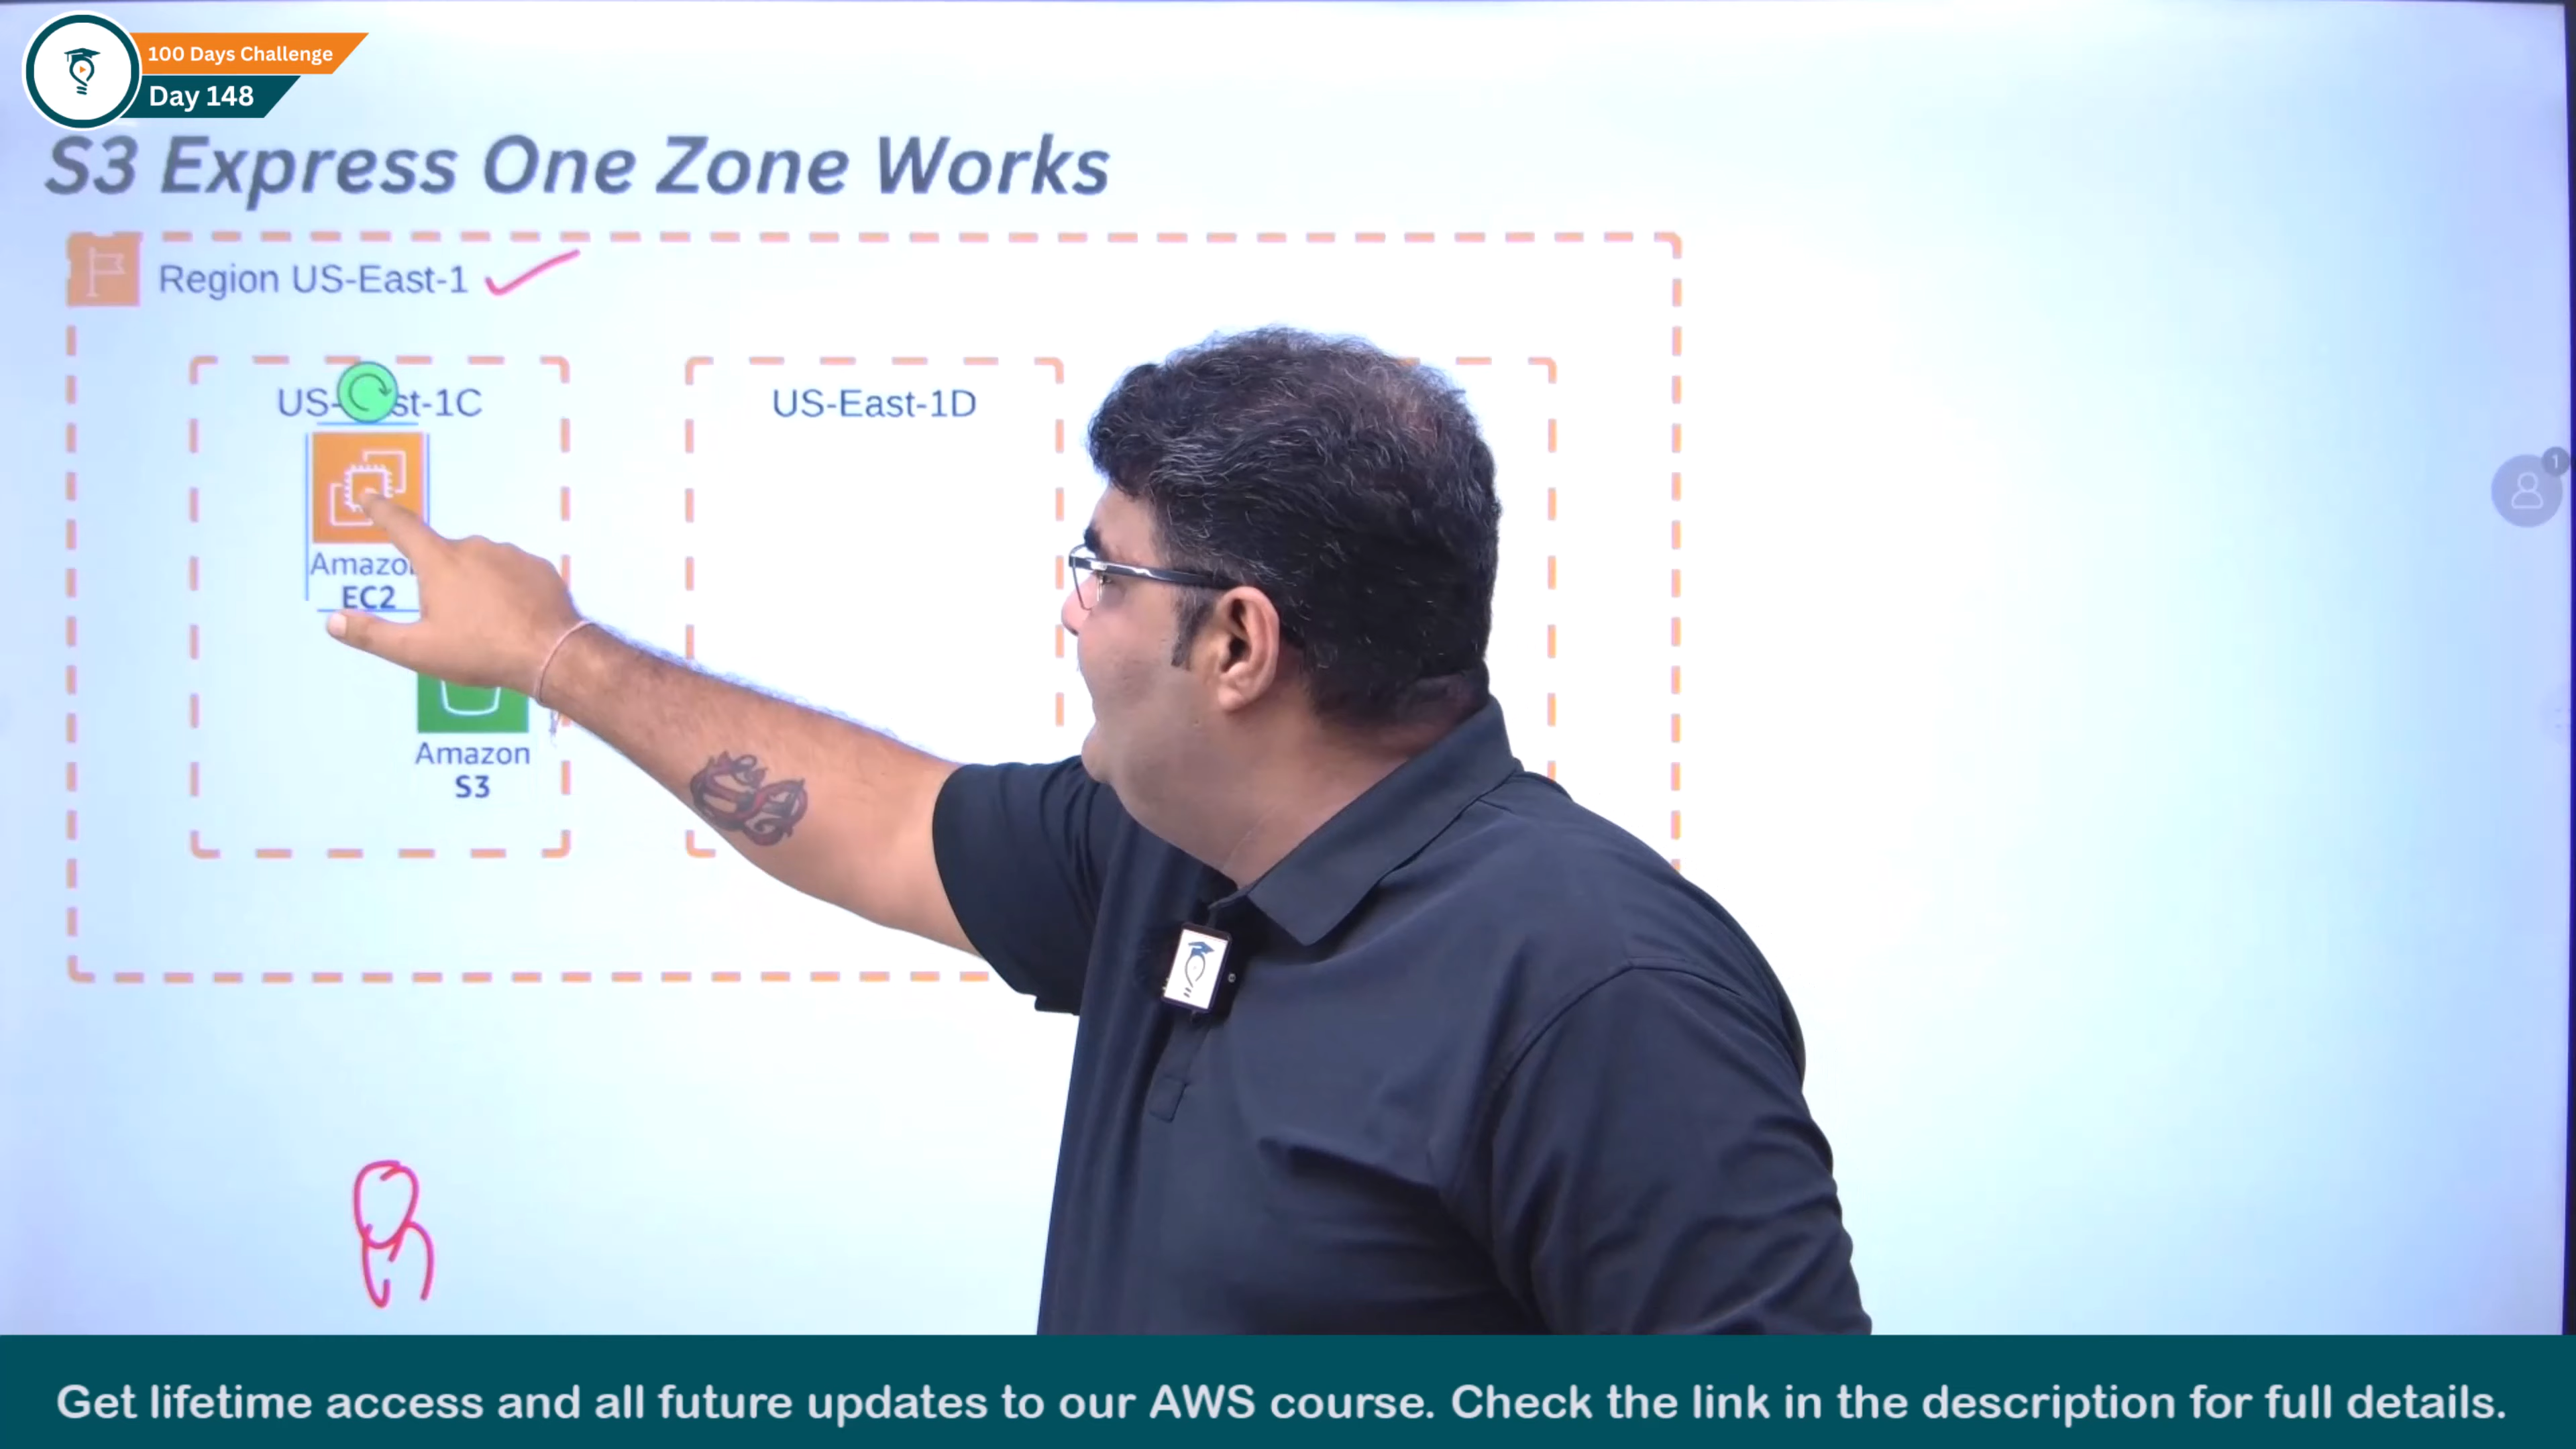 100 Days Challenge
Day 148
S3 Express One Zone Works
Region US-East-1
US-East-1D
EC2
Amazon
S3
1
Get lifetime access and all future updates to our AWS course. Check the link in the description for full details.